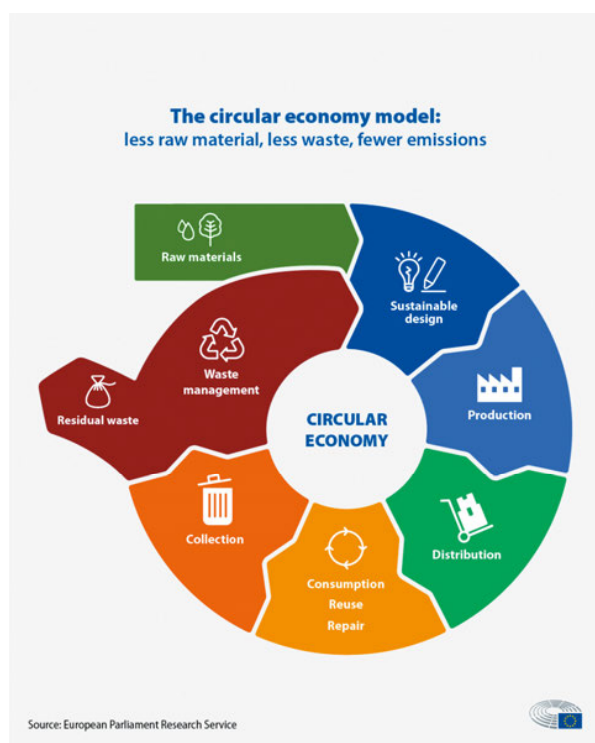 The circular economy model:
less raw material, less waste, fewer emissions
Raw materials
Sustainable
design
Production
Distribution
Consumption
Reuse
Repair
Collection
Waste
management
Residual waste
CIRCULAR
ECONOMY
Source: European Parliament Research Service